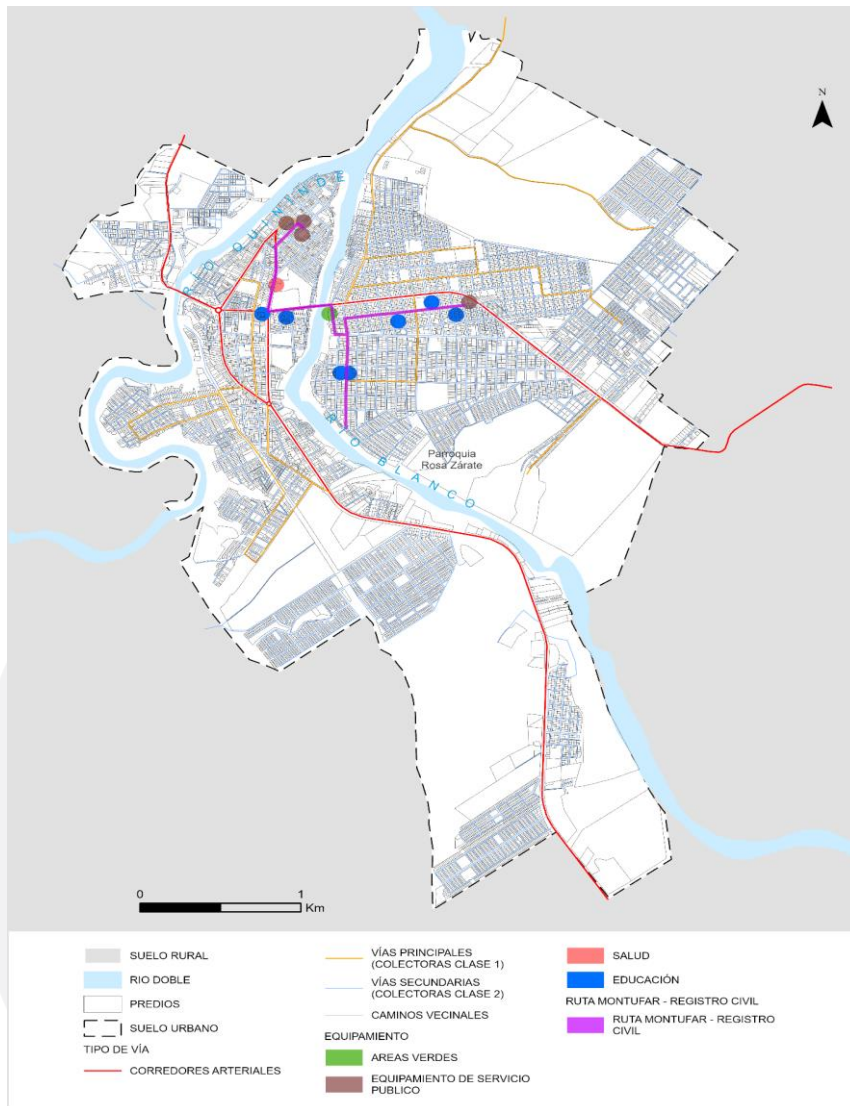 N
RIO QUININDE
Parroquia
Rosa Zárate
RIO BLANCO
0 1
Km
SUELO RURAL
RIO DOBLE
PREDIOS
SUELO URBANO
TIPO DE VÍA
CORREDORES ARTERIALES
VÍAS PRINCIPALES
(COLECTORAS CLASE 1)
VÍAS SECUNDARIAS
(COLECTORAS CLASE 2)
CAMINOS VECINALES
EQUIPAMIENTO
AREAS VERDES
EQUIPAMIENTO DE SERVICIO
PUBLICO
SALUD
EDUCACIÓN
RUTA MONTUFAR - REGISTRO CIVIL
RUTA MONTUFAR - REGISTRO
CIVIL